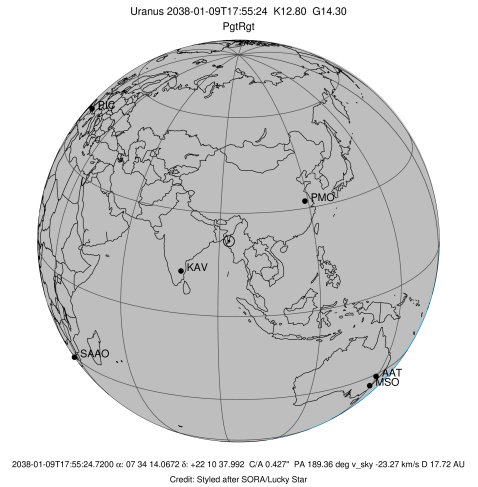 Uranus 2038-01-09T17:55:24 K12.80 G14.30
PgtRgt
PIC
PMO
KAV
SAAO
AAT
MSO
2038-01-09T17:55:24.7200 α: 07 34 14.0672 δ: +22 10 37.992 C/A 0.427" PA 189.36 deg v_sky -23.27 km/s D 17.72 AU
Credit: Styled after SORA/Lucky Star